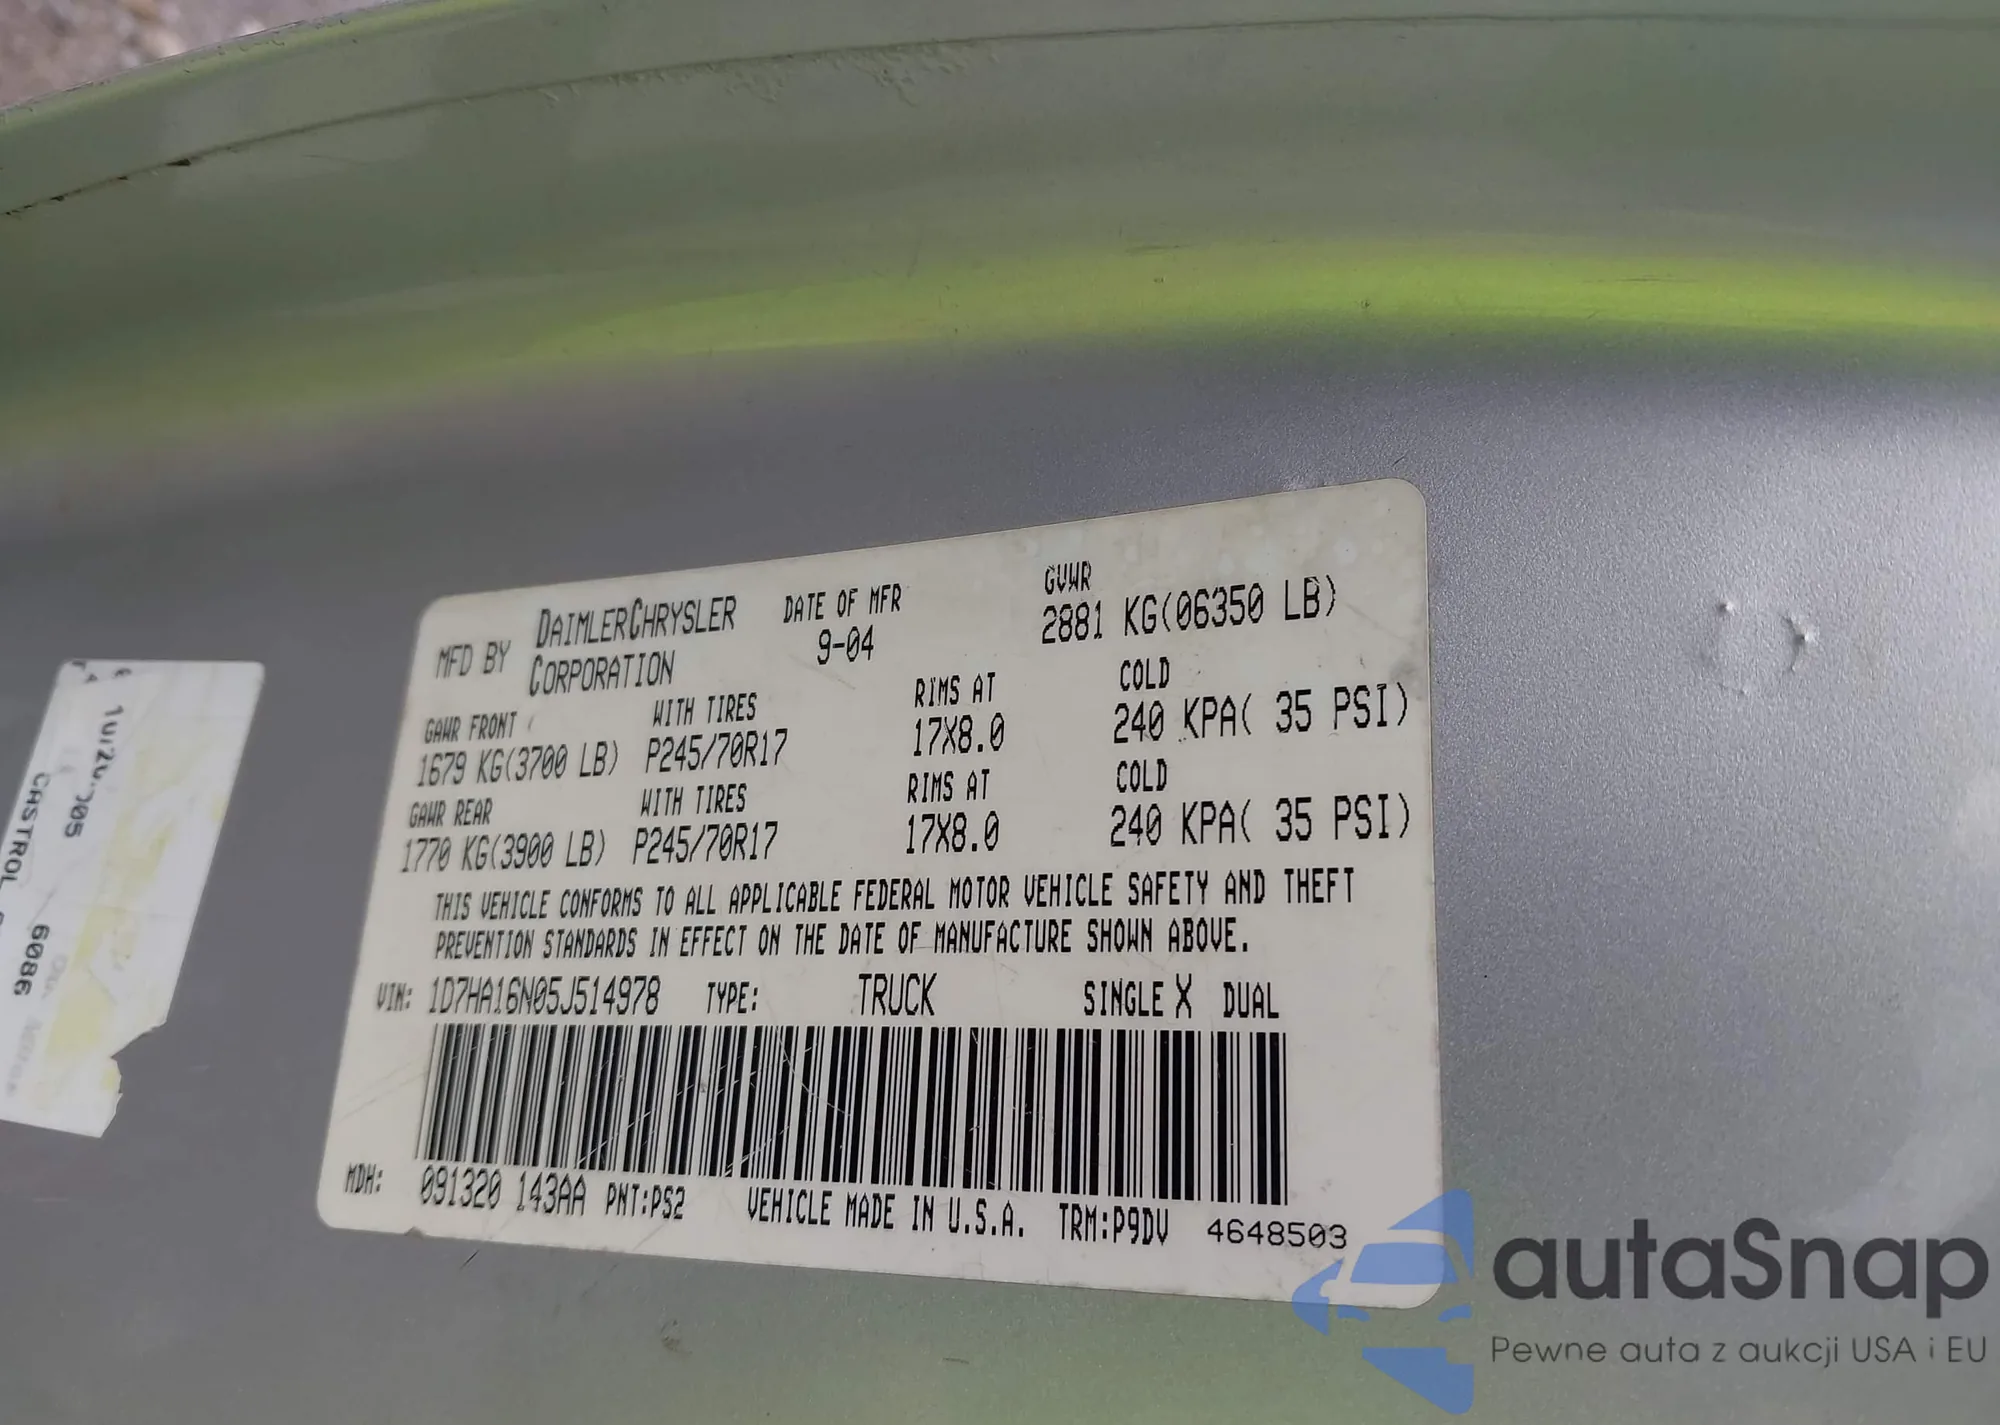 MFD BY DAIMLERCHRYSLER CORPORATION
DATE OF MFR
9-04
GVWR
2881 KG(06350 LB)
GAWR FRONT WITH TIRES RIMS AT COLD
1679 KG(3700 LB) P245/70R17 17X8.0 240 KPA( 35 PSI)
GAWR REAR WITH TIRES RIMS AT COLD
1770 KG(3900 LB) P245/70R17 17X8.0 240 KPA( 35 PSI)
THIS VEHICLE CONFORMS TO ALL APPLICABLE FEDERAL MOTOR VEHICLE SAFETY AND THEFT
PREVENTION STANDARDS IN EFFECT ON THE DATE OF MANUFACTURE SHOWN ABOVE.
VIN: 1D7HA16N05J514978 TYPE: TRUCK SINGLE X DUAL
MDH: 091320 143AA PNT:PS2 VEHICLE MADE IN U.S.A. TRM:P9DV 4648503
CASTROL
6086
autaSnap
Pewne auta z aukcji USA i EU